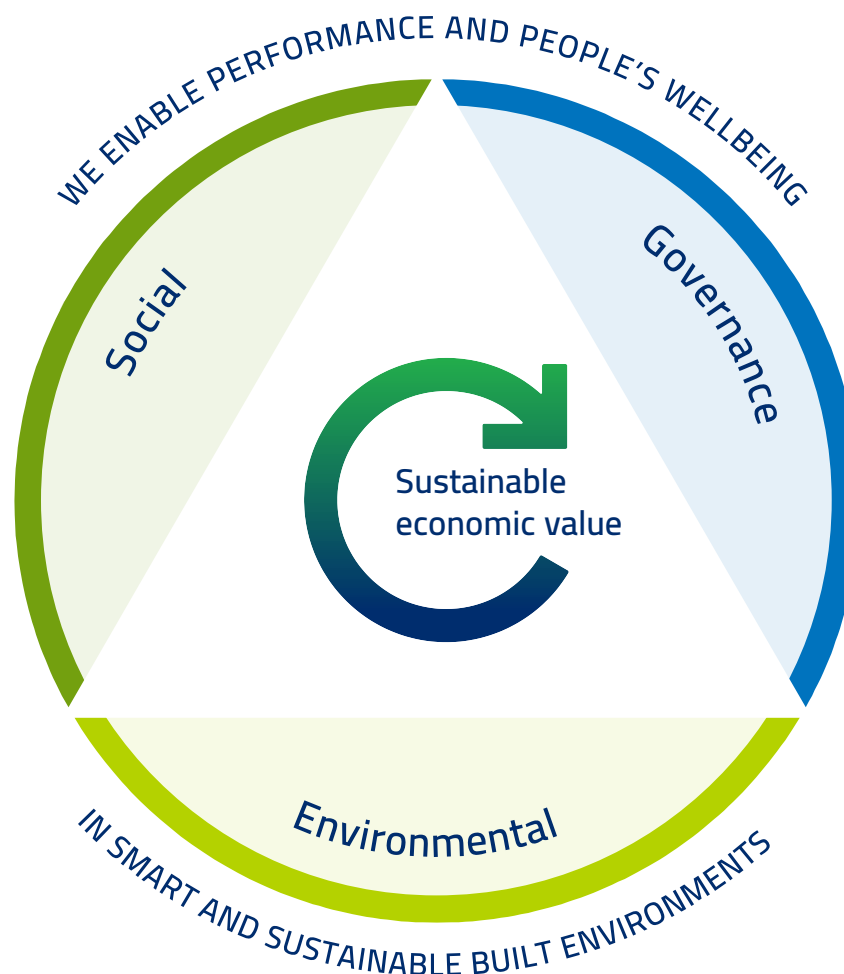 WE ENABLE PERFORMANCE AND PEOPLE’S WELLBEING
Social
Governance
Sustainable
economic value
Environmental
IN SMART AND SUSTAINABLE BUILT ENVIRONMENTS